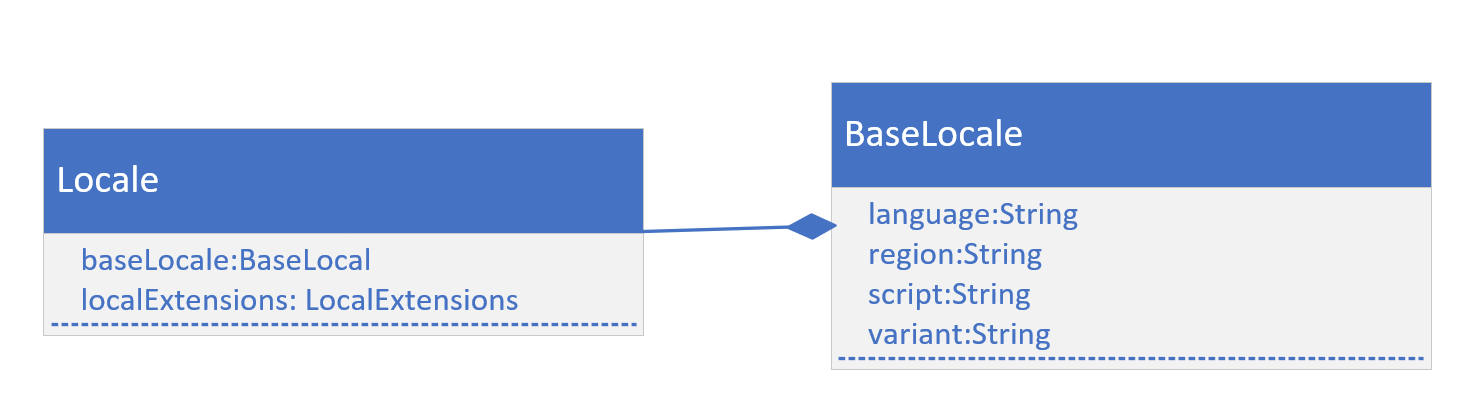 Locale
baseLocale:BaseLocal
localExtensions: LocalExtensions
BaseLocale
language:String
region:String
script:String
variant:String